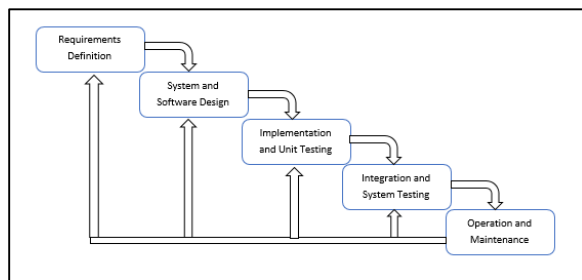 Requirements
Definition
System and
Software Design
Implementation
and Unit Testing
Integration and
System Testing
Operation and
Maintenance